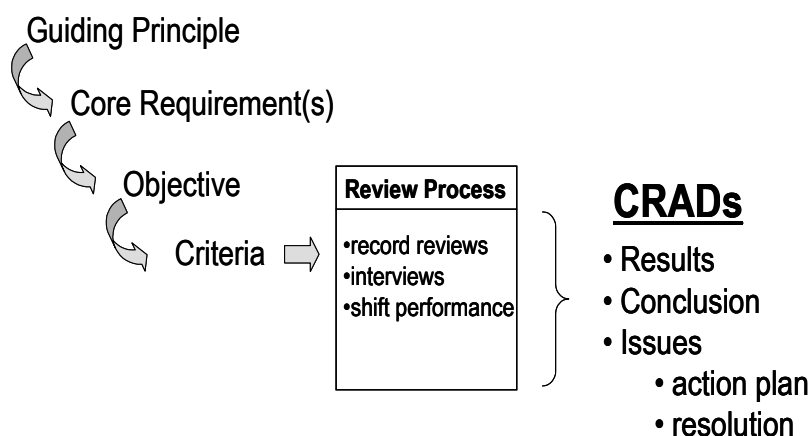 Guiding Principle
Core Requirement(s)
Objective
Criteria
Review Process
•record reviews
•interviews
•shift performance
CRADs
• Results
• Conclusion
• Issues
• action plan
• resolution